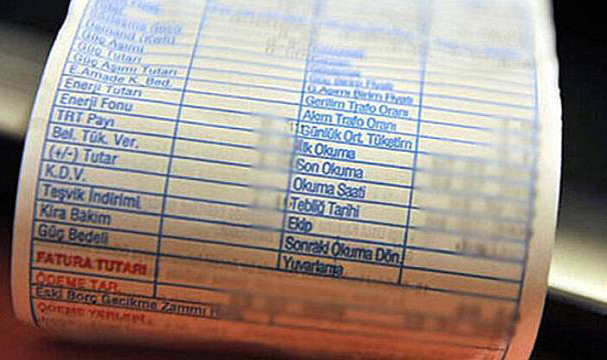 Güç Aşımı
Güç Tutarı
Güç Aşımı Tutarı
E.Amade K. Bed.
Enerji Tutarı
Enerji Fonu
TRT Payı
Bel. Tük. Ver.
(+/-) Tutar
K.D.V.
Teşvik İndirimi
Kira Bakım
Güç Bedeli
FATURA TUTARI
ÖDEME TAR.
Eski Borç Gecikme Zammı
Güç Birim Fiyatı
G.Aşımı Birim Fiyatı
Gerilim Trafo Oranı
Akım Trafo Oranı
Günlük Ort. Tüketim
İlk Okuma
Son Okuma
Okuma Saati
Tebliğ Tarihi
Ekip
Sonraki Okuma Dön.
Yuvarlama